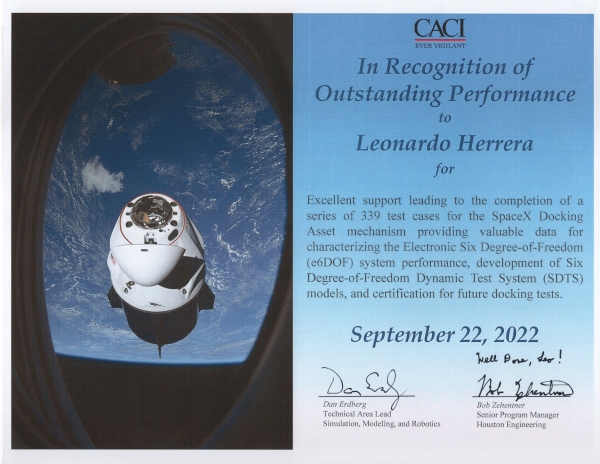 CACI
EVER VIGILANT
In Recognition of
Outstanding Performance
to
Leonardo Herrera
for
Excellent support leading to the completion of a
series of 339 test cases for the SpaceX Docking
Asset mechanism providing valuable data for
characterizing the Electronic Six Degree-of-Freedom
(e6DOF) system performance, development of Six
Degree-of-Freedom Dynamic Test System (SDTS)
models, and certification for future docking tests.
September 22, 2022
Well Done, Leo!
Dan Erdberg
Technical Area Lead
Simulation, Modeling, and Robotics
Bob Zehentner
Senior Program Manager
Houston Engineering